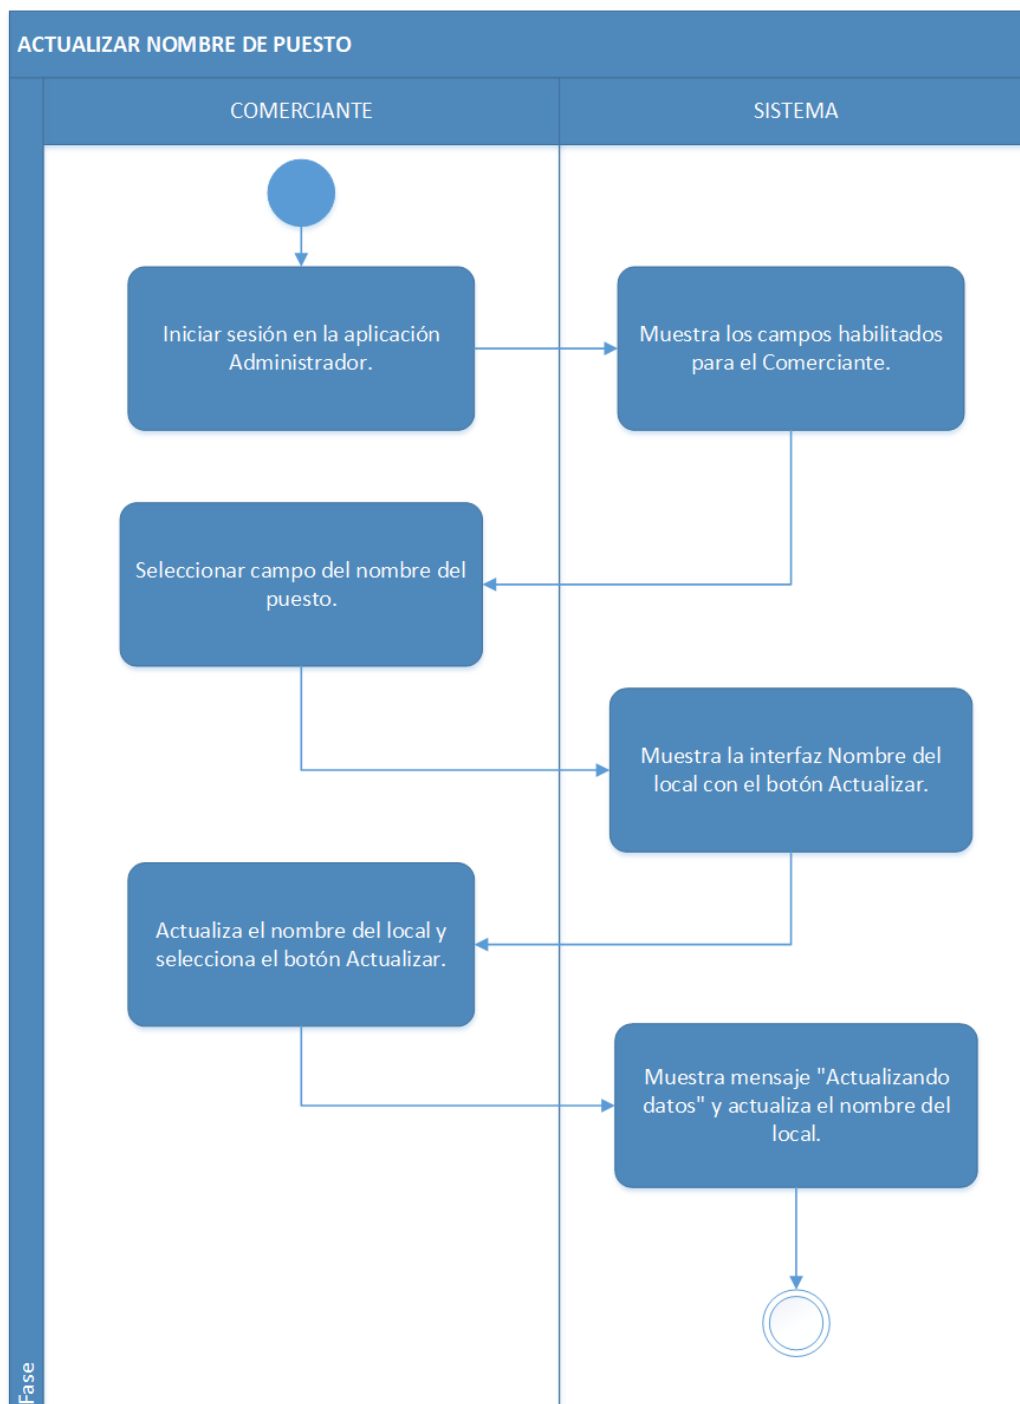 ACTUALIZAR NOMBRE DE PUESTO
COMERCIANTE
SISTEMA
Iniciar sesión en la aplicación
Administrador.
Muestra los campos habilitados
para el Comerciante.
Seleccionar campo del nombre del
puesto.
Muestra la interfaz Nombre del
local con el botón Actualizar.
Actualiza el nombre del local y
selecciona el botón Actualizar.
Muestra mensaje "Actualizando
datos" y actualiza el nombre del
local.
Fase